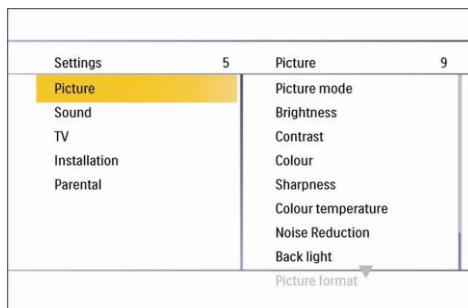 Settings 5
Picture
Sound
TV
Installation
Parental
Picture 9
Picture mode
Brightness
Contrast
Colour
Sharpness
Colour temperature
Noise Reduction
Back light
Picture format